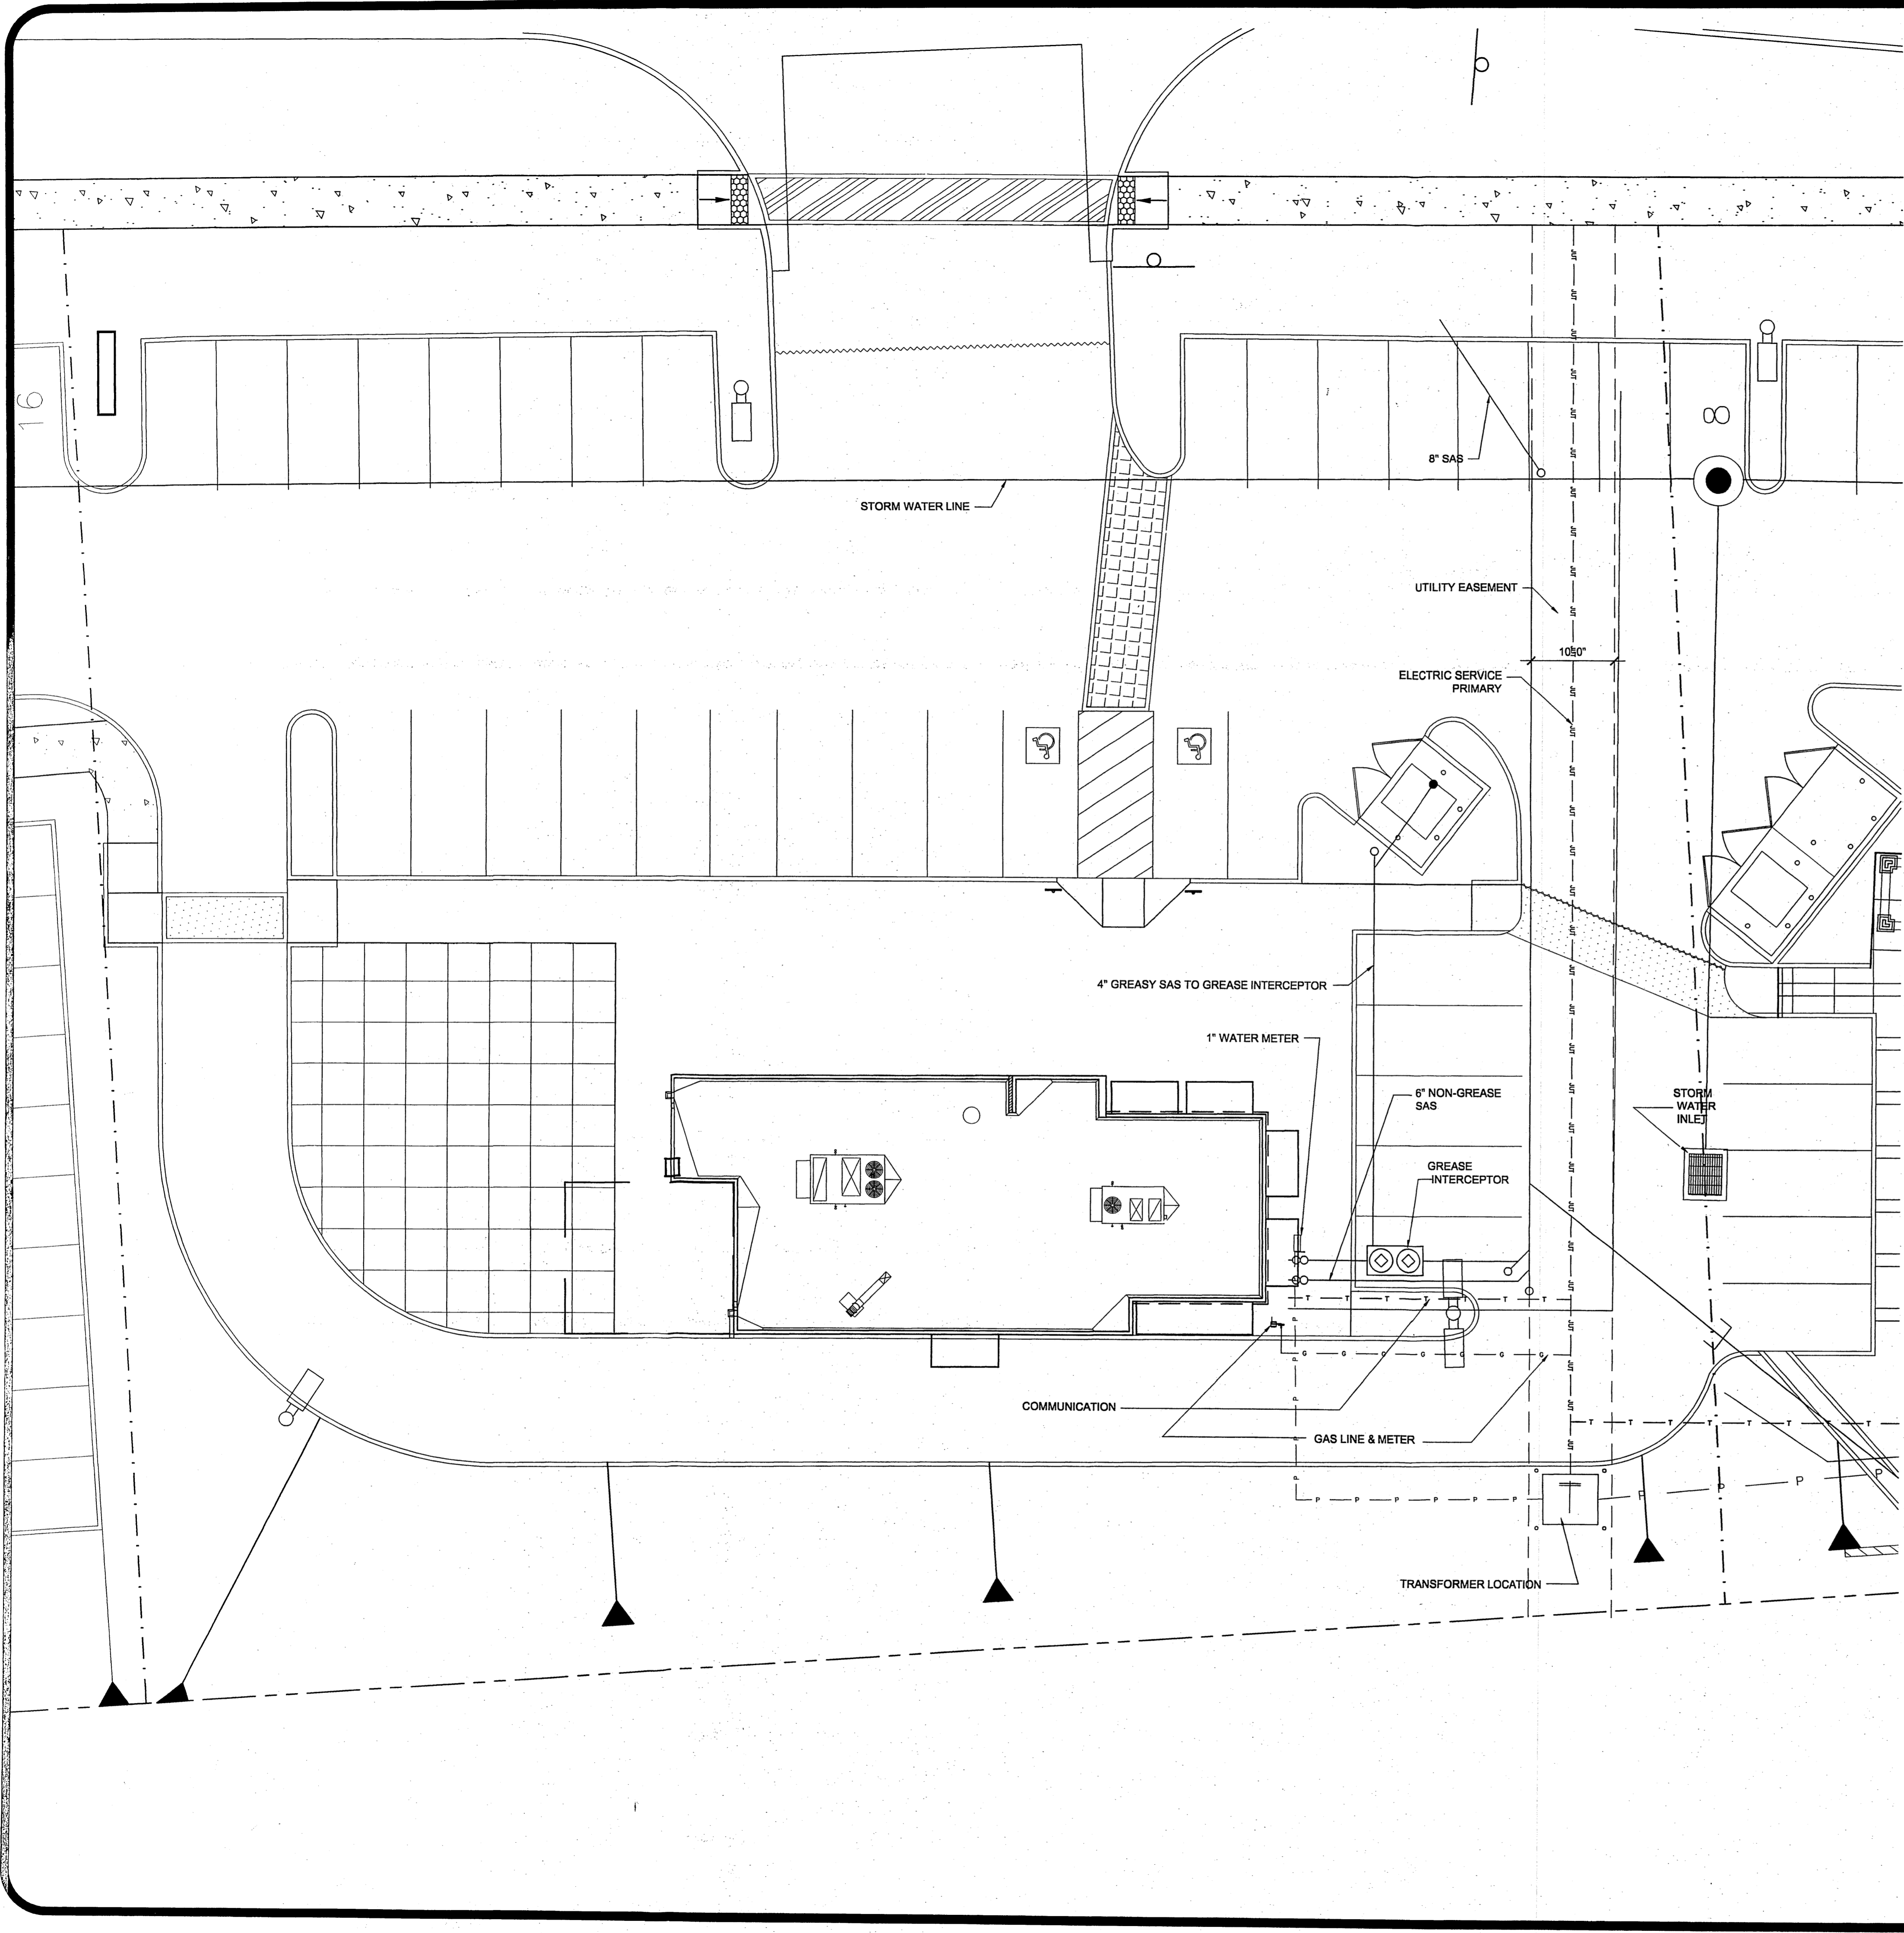 16
8
8" SAS
STORM WATER LINE
UTILITY EASEMENT
10'-0"
ELECTRIC SERVICE
PRIMARY
4" GREASY SAS TO GREASE INTERCEPTOR
1" WATER METER
6" NON-GREASE
SAS
STORM
WATER
INLET
GREASE
INTERCEPTOR
T T T T T T T
G G G G G G G
COMMUNICATION
GAS LINE & METER
T T T T T T T T
P P P P P P
P P P P
TRANSFORMER LOCATION